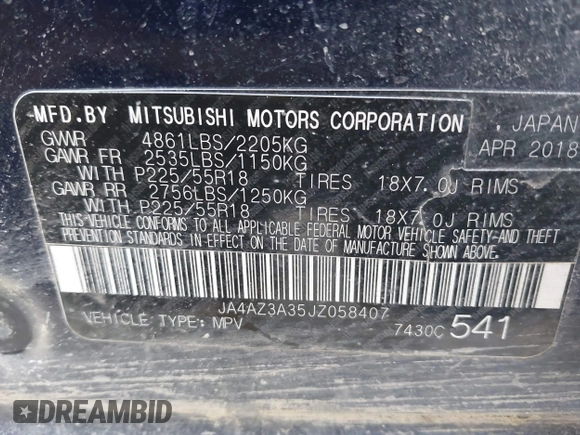 MFD.BY MITSUBISHI MOTORS CORPORATION JAPAN
GVWR 4861LBS/2205KG APR 2018
GAWR FR 2535LBS/1150KG
WITH P225/55R18 TIRES 18X7.0J RIMS
GAWR RR 2756LBS/1250KG
WITH P225/55R18 TIRES 18X7.0J RIMS
THIS VEHICLE CONFORMS TO ALL APPLICABLE FEDERAL MOTOR VEHICLE SAFETY AND THEFT
PREVENTION STANDARDS IN EFFECT ON THE DATE OF MANUFACTURE SHOWN ABOVE.
JA4AZ3A35JZ058407
VEHICLE TYPE: MPV 7430C 541
DREAMBID